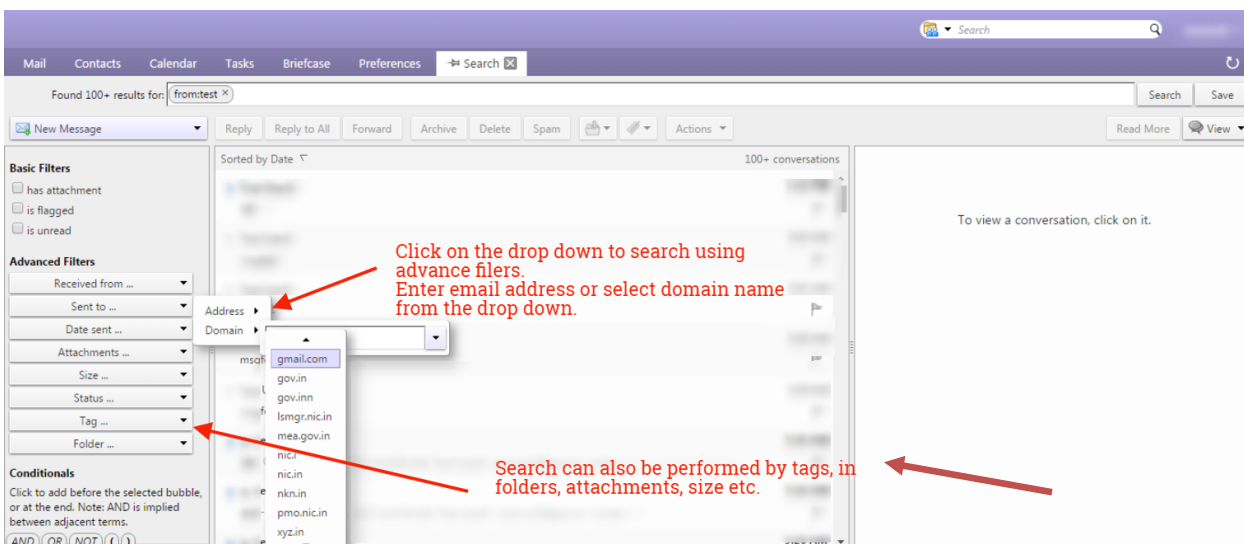 Search
Mail Contacts Calendar Tasks Briefcase Preferences Search
Found 100+ results for: from:test × Search Save
New Message Reply Reply to All Forward Archive Delete Spam Actions Read More View
Sorted by Date 100+ conversations
Basic Filters
has attachment
is flagged
is unread
Advanced Filters
Received from ...
Sent to ...
Date sent ...
Attachments ...
Size ...
Status ...
Tag ...
Folder ...
Conditionals
Click to add before the selected bubble,
or at the end. Note: AND is implied
between adjacent terms.
AND OR NOT ( )
Address
Domain
gmail.com
gov.in
gov.inn
lsmgr.nic.in
mea.gov.in
nic.i
nic.in
nkn.in
pmo.nic.in
xyz.in
Click on the drop down to search using
advance filers.
Enter email address or select domain name
from the drop down.
Search can also be performed by tags, in
folders, attachments, size etc.
To view a conversation, click on it.